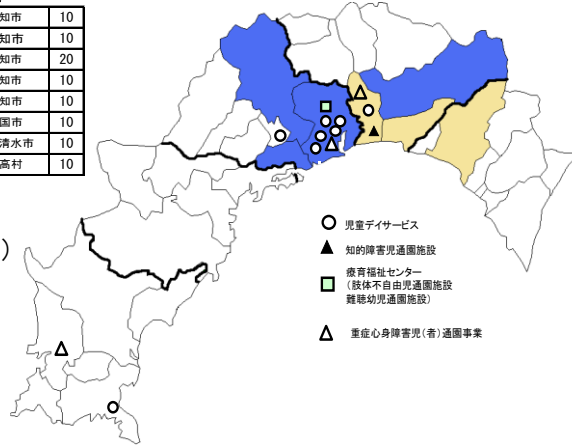 知市 10
知市 10
知市 20
知市 10
知市 10
国市 10
清水市 10
高村 10
)
児童デイサービス
知的障害児通園施設
療育福祉センター
(肢体不自由児通園施設
難聴幼児通園施設)
重症心身障害児(者)通園事業